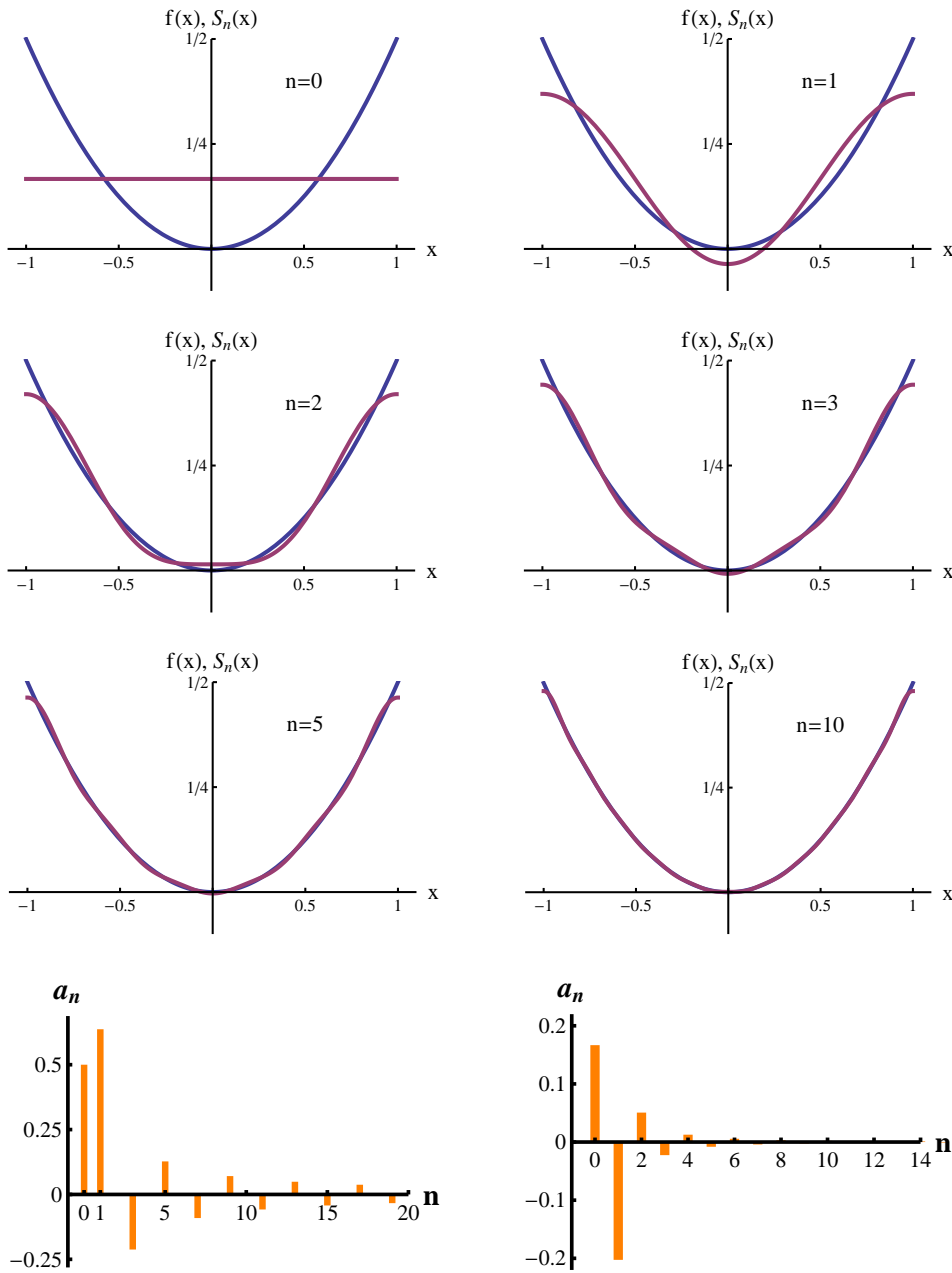 f(x), Sn(x)
1/2
n=0
1/4
−1 −0.5 0.5 1 x
f(x), Sn(x)
1/2
n=1
1/4
−1 −0.5 0.5 1 x
f(x), Sn(x)
1/2
n=2
1/4
−1 −0.5 0.5 1 x
f(x), Sn(x)
1/2
n=3
1/4
−1 −0.5 0.5 1 x
f(x), Sn(x)
1/2
n=5
1/4
−1 −0.5 0.5 1 x
f(x), Sn(x)
1/2
n=10
1/4
−1 −0.5 0.5 1 x
an
0.5
0.25
0
0 1 5 10 15 20 n
−0.25
an
0.2
0.1
0
0 2 4 6 8 10 12 14 n
−0.1
−0.2